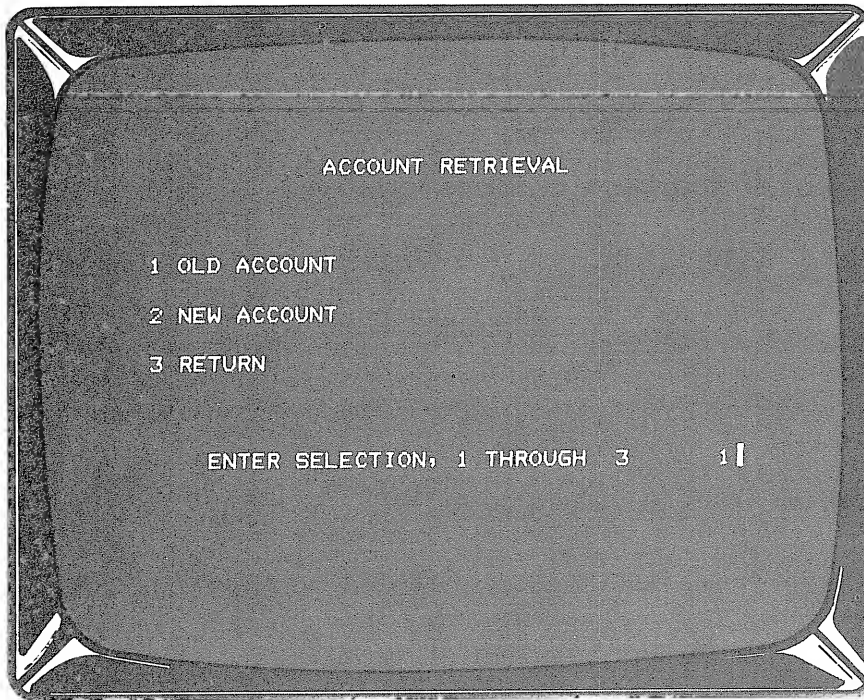 ACCOUNT RETRIEVAL
1 OLD ACCOUNT
2 NEW ACCOUNT
3 RETURN
ENTER SELECTION, 1 THROUGH 3 1